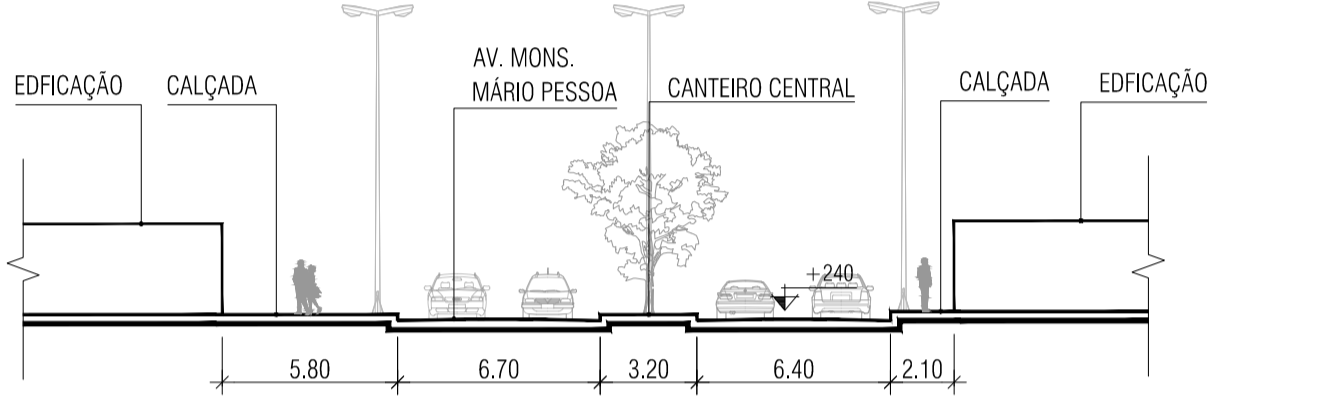 EDFICAÇÃO
CALÇADA
AV. MONS.
MÁRIO PESSOA
CANTEIRO CENTRAL
CALÇADA
EDFICAÇÃO
+240
5.80
6.70
3.20
6.40
2.10